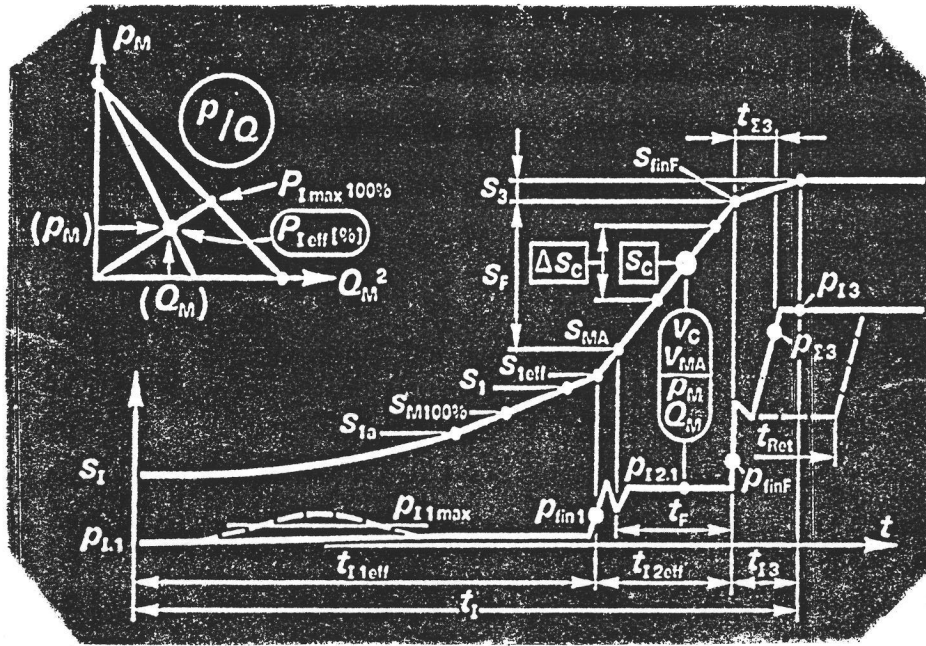 p_M
p/Q
P_I max 100%
(p_M)
P_I eff [%]
Q_M²
(Q_M)
t_Σ3
s_finF
s_3
Δs_C
s_C
s_F
s_MA
p_I3
p_Σ3
v_C
v_MA
p_M
Q_M
s_1eff
s_1
s_M100%
s_1a
s_I
t_Ret
p_I2.1
p_finF
p_I1max
p_fin1
t_F
p_I.1
t
t_I1eff
t_I2eff
t_I3
t_I